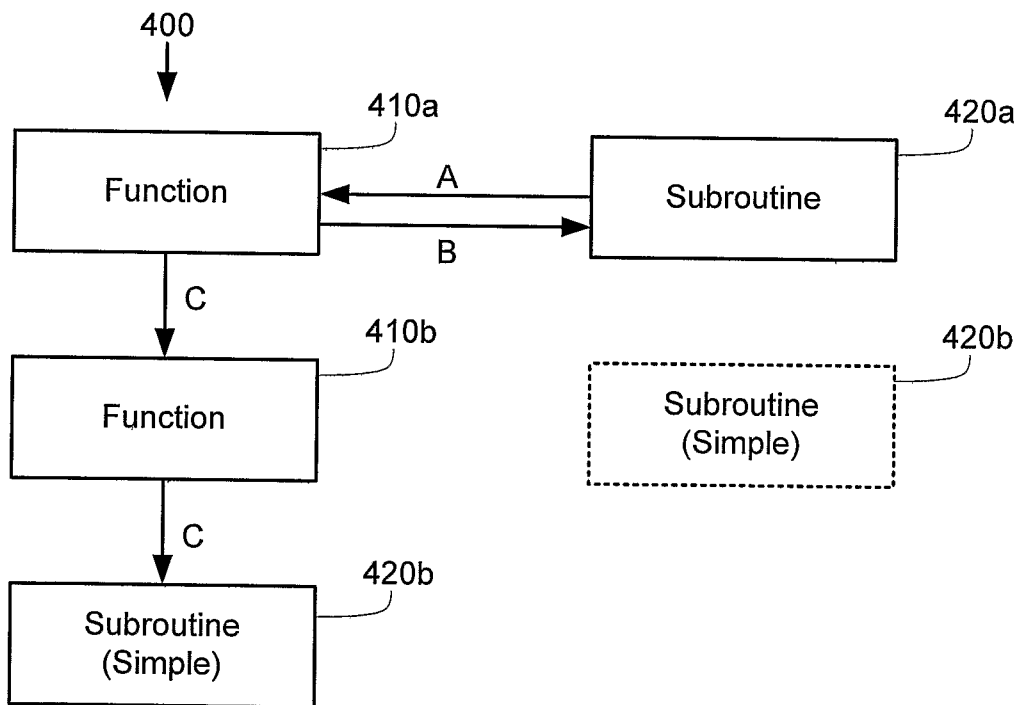 400
410a
420a
Function
A
Subroutine
B
C
410b
420b
Function
Subroutine
(Simple)
C
420b
Subroutine
(Simple)